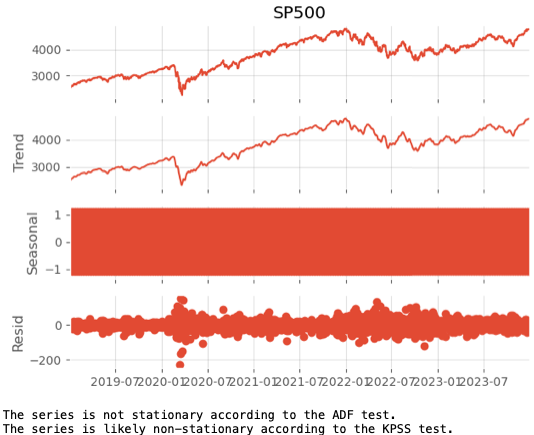 SP500
4000
3000
Trend
4000
3000
Seasonal
1
0
−1
Resid
0
−200
2019-07 2020-01 2020-07 2021-01 2021-07 2022-01 2022-07 2023-01 2023-07
The series is not stationary according to the ADF test.
The series is likely non-stationary according to the KPSS test.